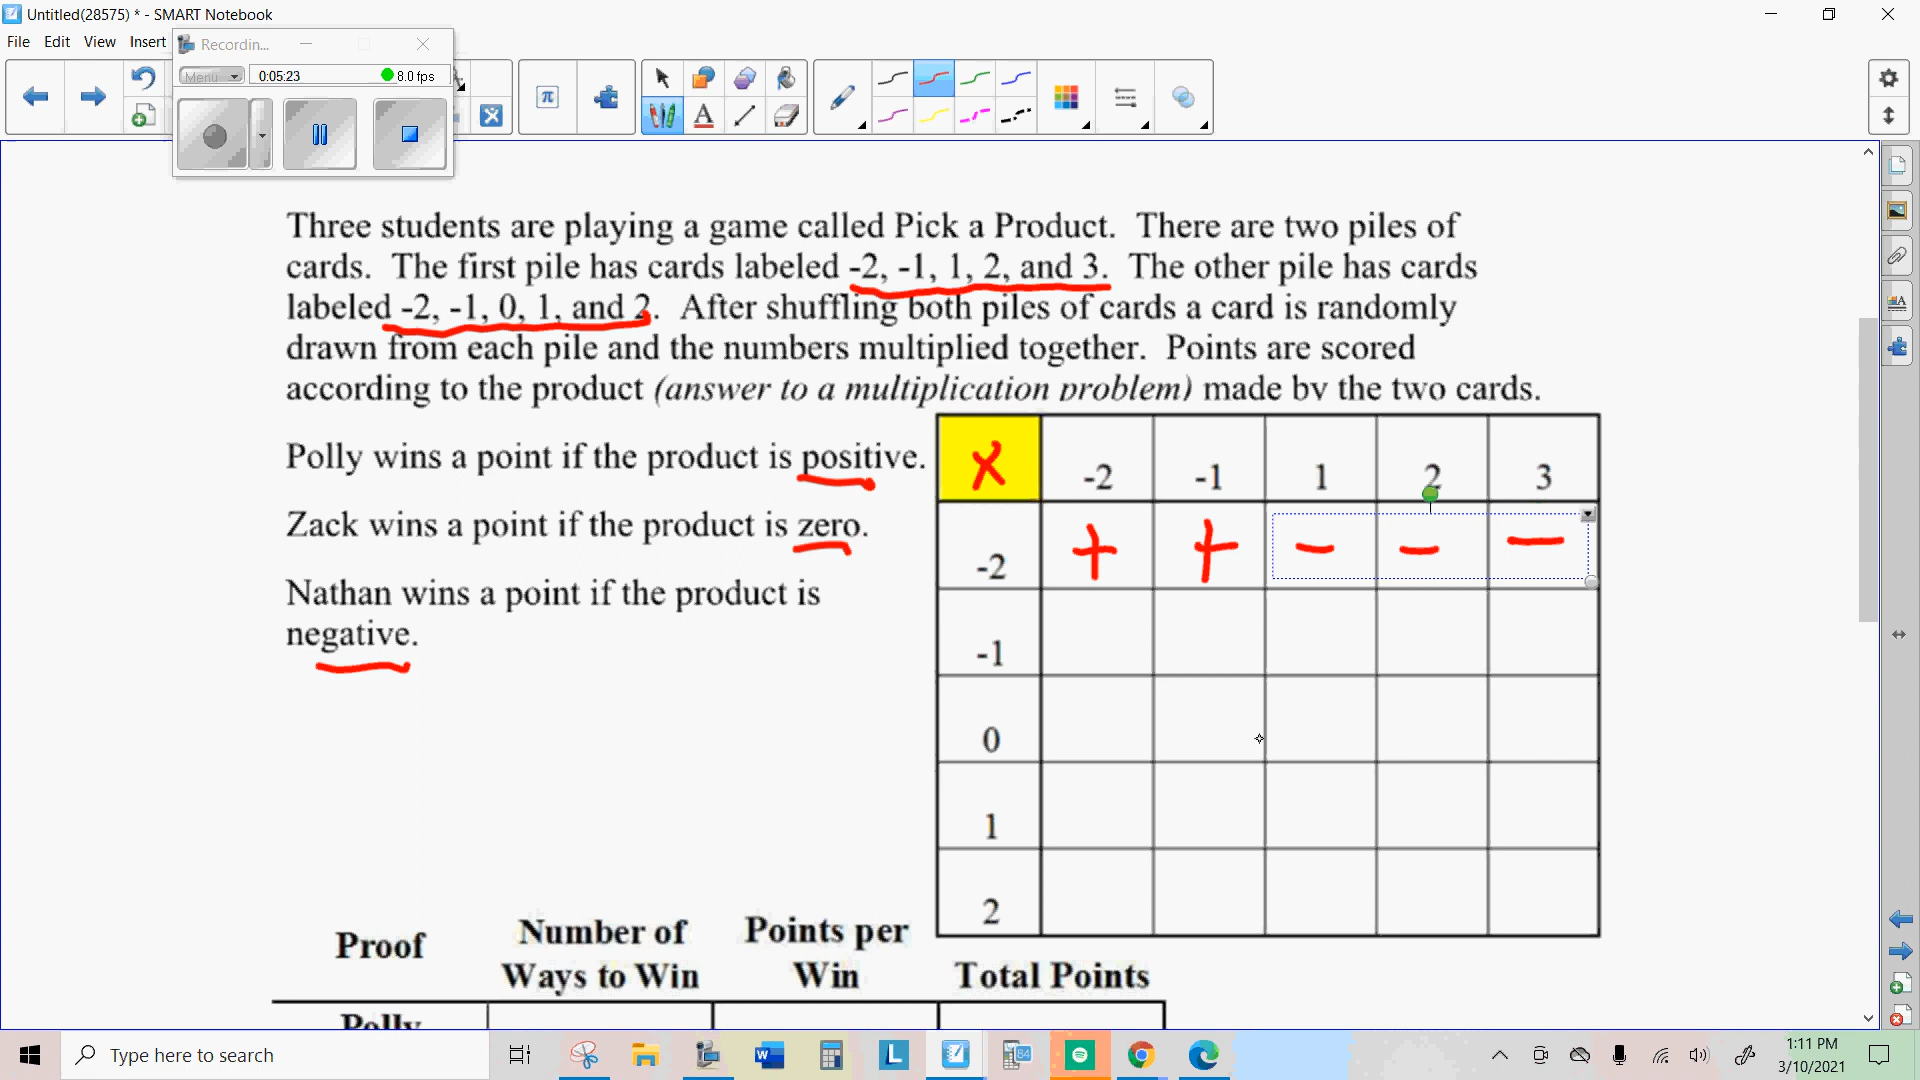 Untitled(28575) * - SMART Notebook
File Edit View Insert
Recordin...
Menu 0:05:23 8.0 fps
Three students are playing a game called Pick a Product. There are two piles of
cards. The first pile has cards labeled -2, -1, 1, 2, and 3. The other pile has cards
labeled -2, -1, 0, 1, and 2. After shuffling both piles of cards a card is randomly
drawn from each pile and the numbers multiplied together. Points are scored
according to the product (answer to a multiplication problem) made by the two cards.
Polly wins a point if the product is positive.
Zack wins a point if the product is zero.
Nathan wins a point if the product is
negative.
X -2 -1 1 2 3
-2 + + - - -
-1
0
1
2
Proof
Number of
Ways to Win
Points per
Win
Total Points
Polly
Type here to search
1:11 PM
3/10/2021